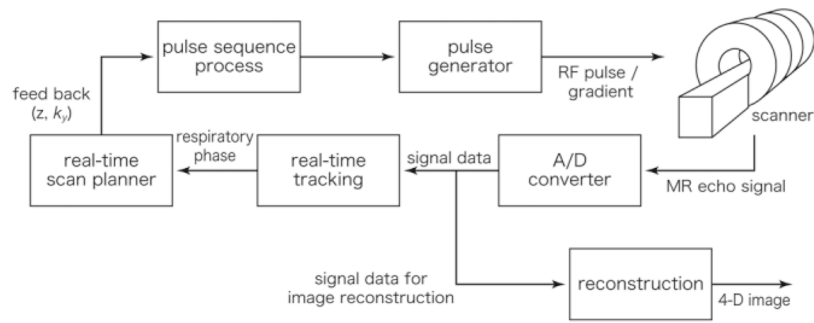 pulse sequence
process
pulse
generator
RF pulse /
gradient
scanner
feed back
(z, k_y)
real-time
scan planner
respiratory
phase
real-time
tracking
signal data
A/D
converter
MR echo signal
signal data for
image reconstruction
reconstruction
4-D image